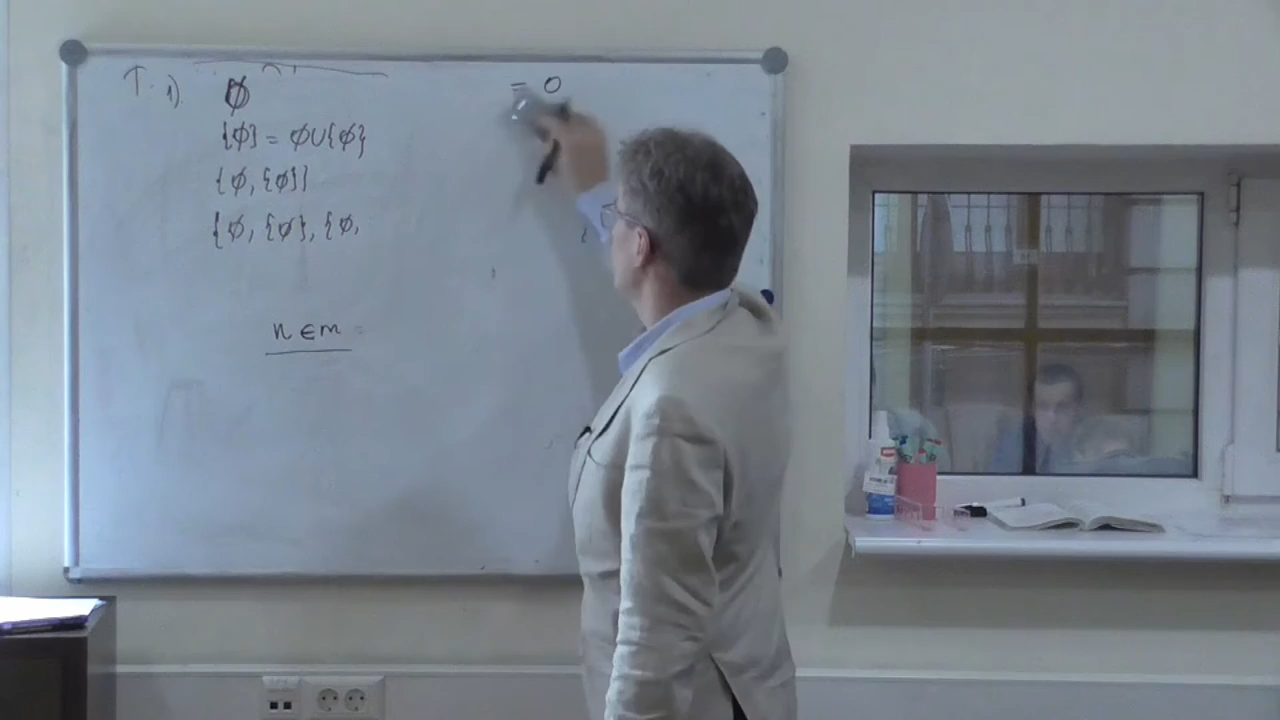 1) ∅ = 0
{∅} = ∅∪{∅}
{∅, {∅}}
{∅, {∅}, {∅,
n ∈ m